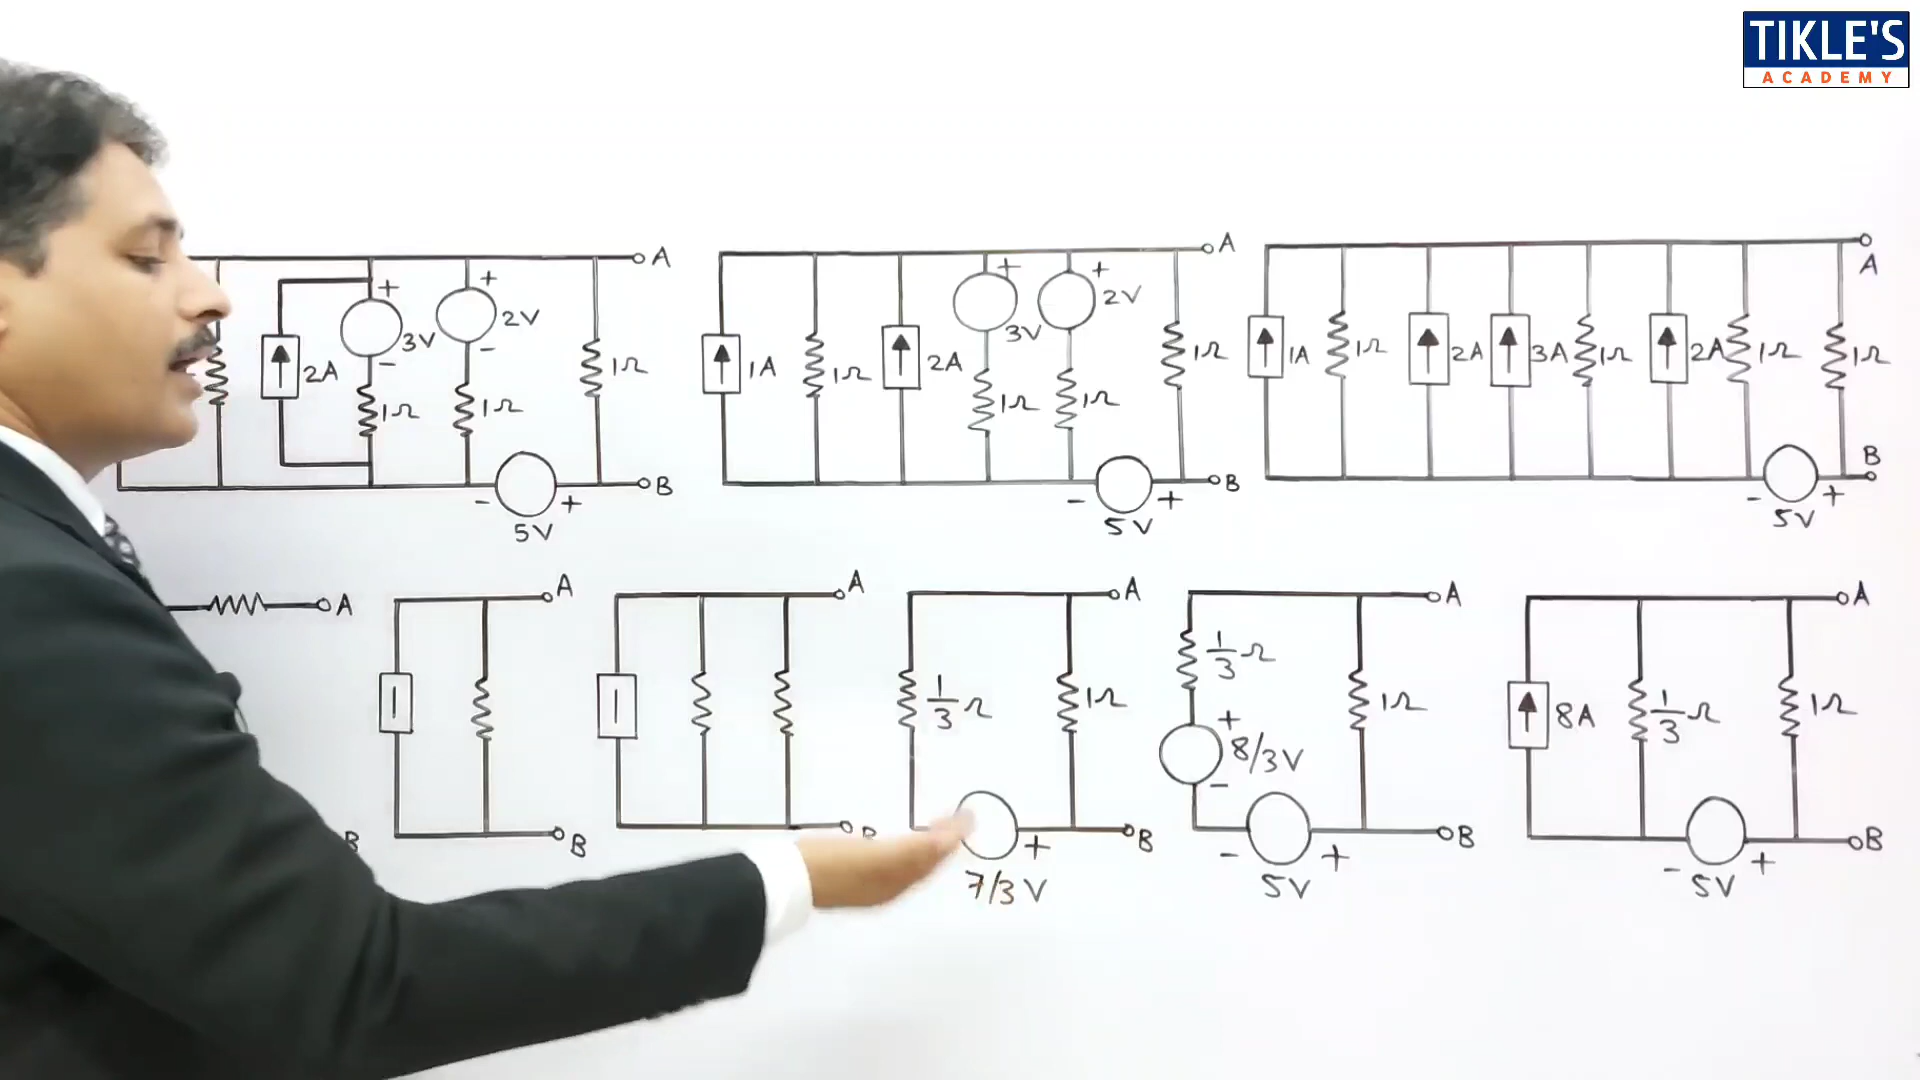 TIKLE'S
ACADEMY
A
+
+
3V
2V
2A
-
-
1Ω
1Ω
1Ω
-
+
B
5V
A
+
+
2V
3V
1A
1Ω
2A
1Ω
1Ω
1Ω
-
+
B
5V
A
1A
1Ω
2A
3A
1Ω
2A
1Ω
1Ω
B
-
+
5V
A
B
A
B
A
A
1/3 Ω
1Ω
+
B
7/3 V
A
1/3 Ω
+
8/3 V
-
1Ω
-
+
B
5V
A
8A
1/3 Ω
1Ω
-
+
B
5V